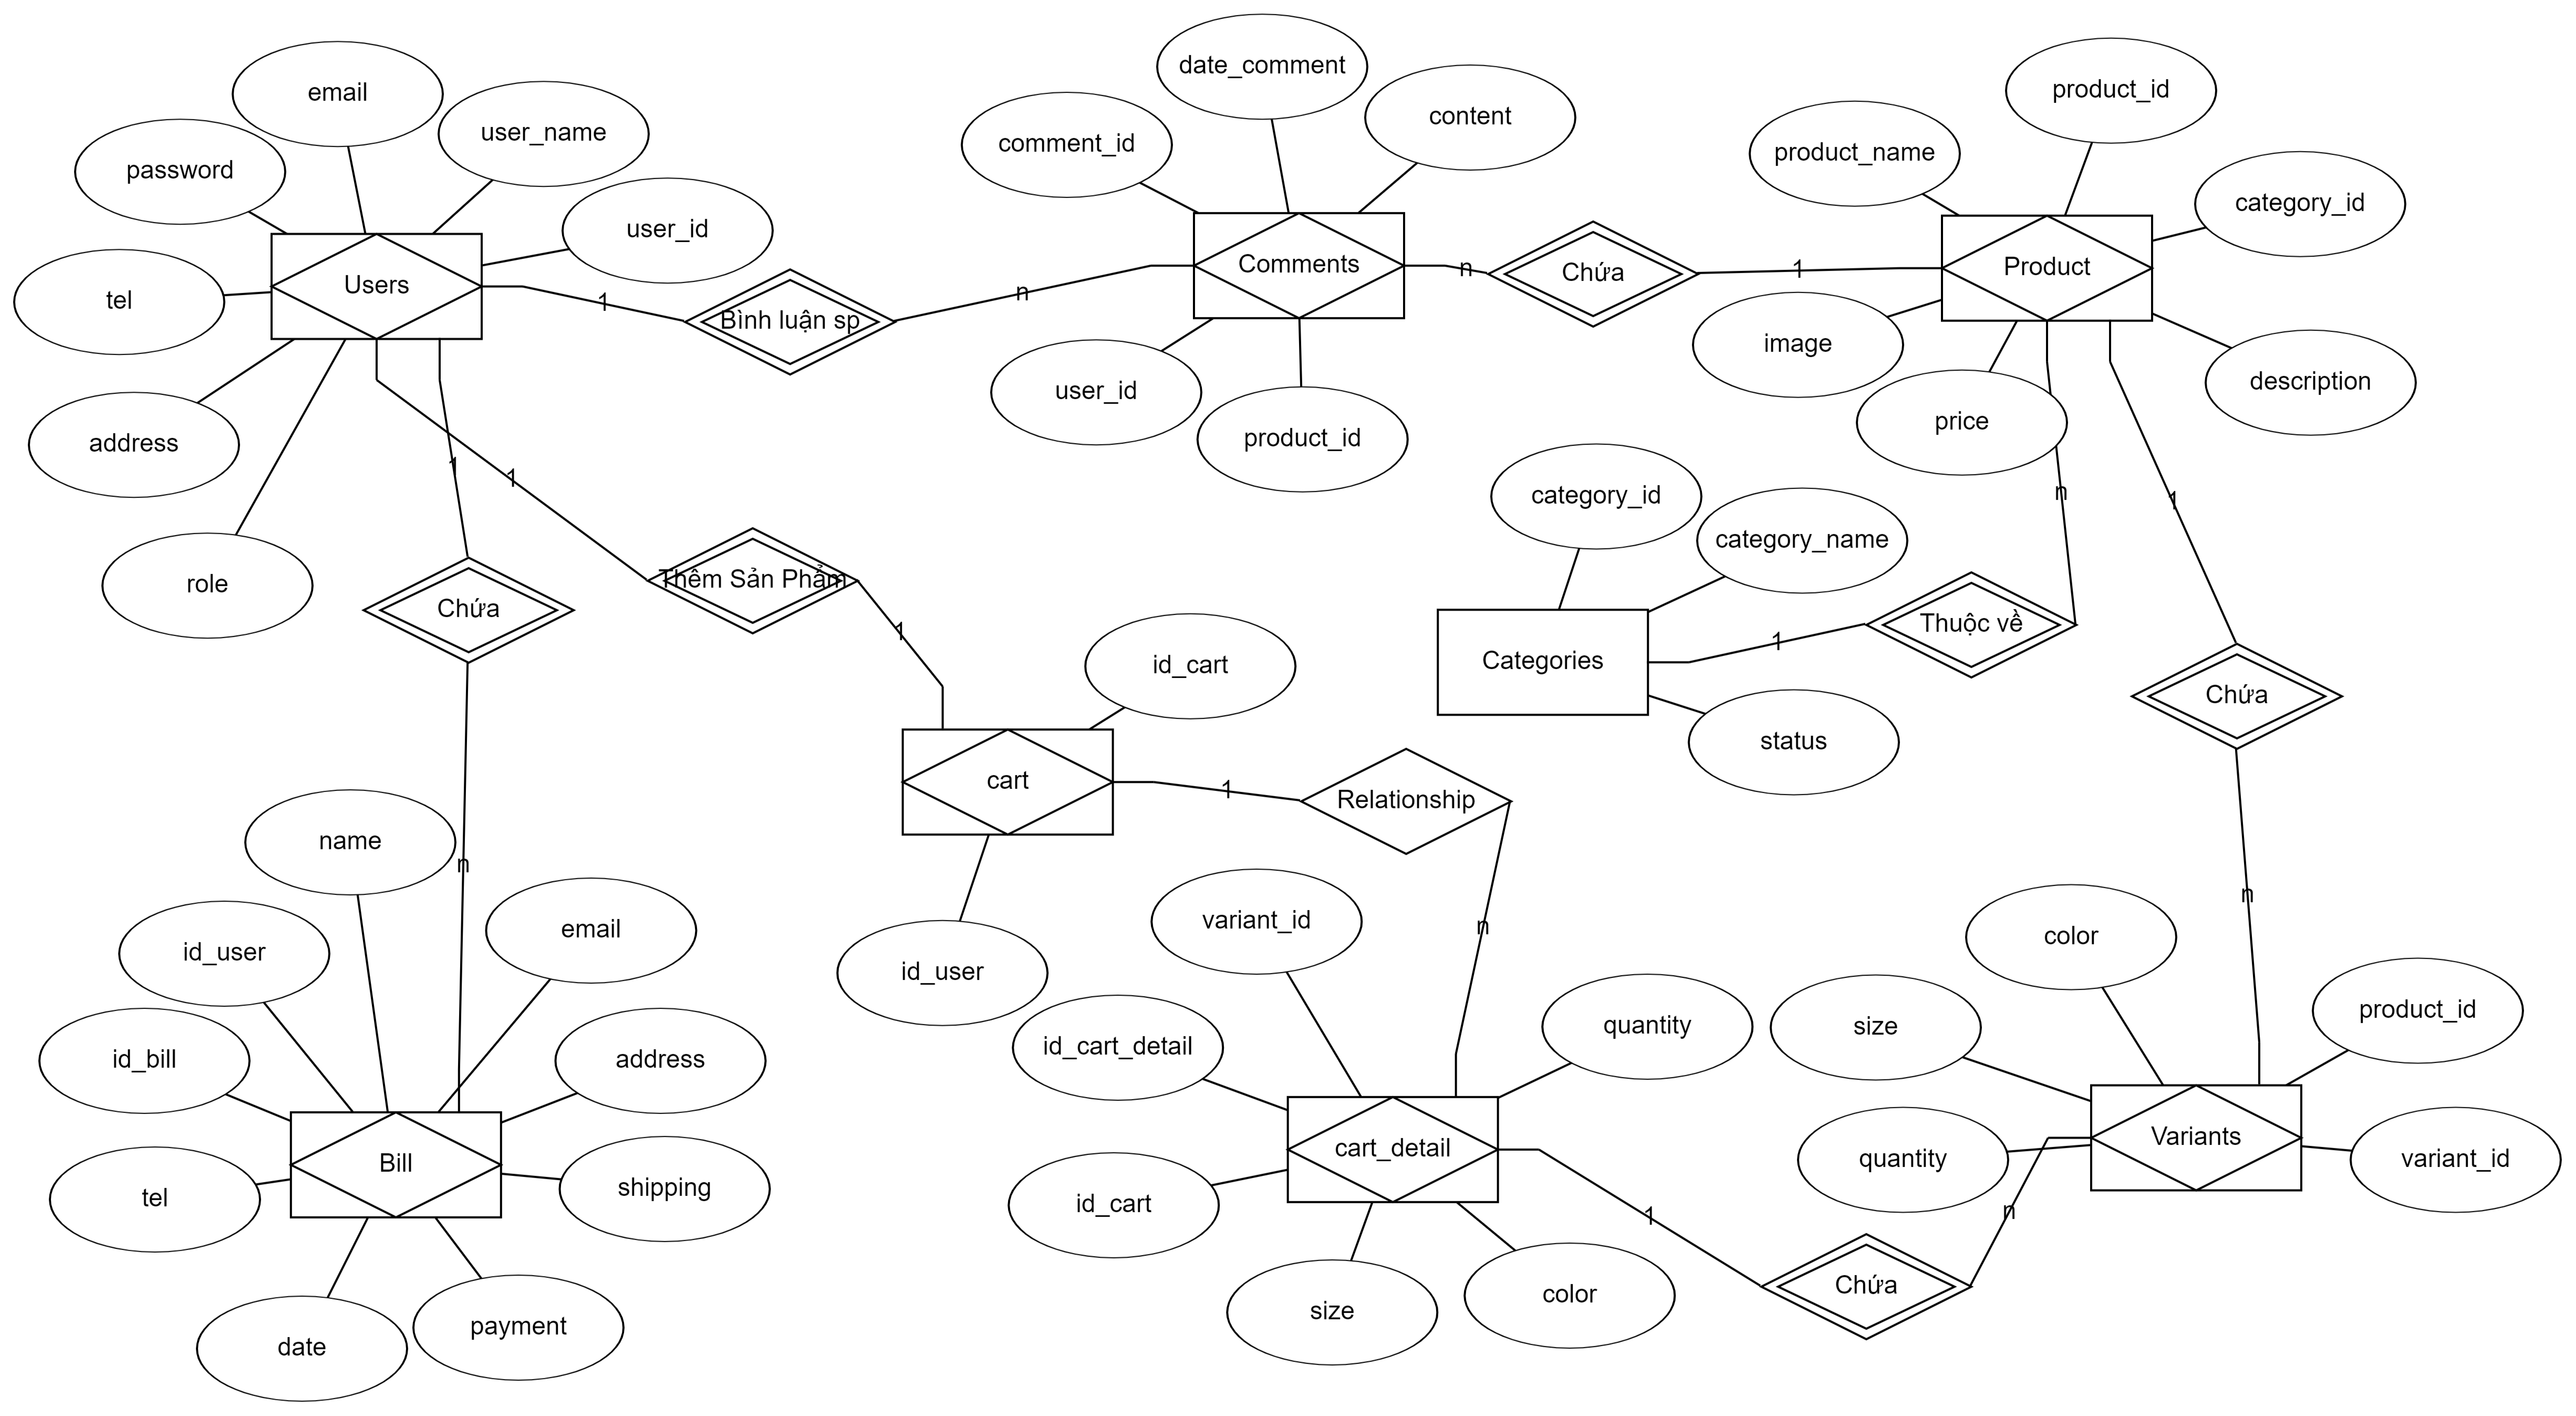 date_comment
email
product_id
content
user_name
comment_id
product_name
password
category_id
user_id
Comments
Product
Chứa
n
1
Users
tel
1
n
Bình luận sp
image
description
user_id
price
address
product_id
1
1
category_id
n
1
category_name
Thêm Sản Phẩm
role
Chứa
Thuộc về
1
1
Categories
id_cart
Chứa
status
cart
1
Relationship
name
n
n
variant_id
n
email
color
id_user
id_user
product_id
quantity
size
id_cart_detail
id_bill
address
Variants
cart_detail
quantity
variant_id
Bill
shipping
tel
id_cart
1
n
Chứa
color
size
payment
date